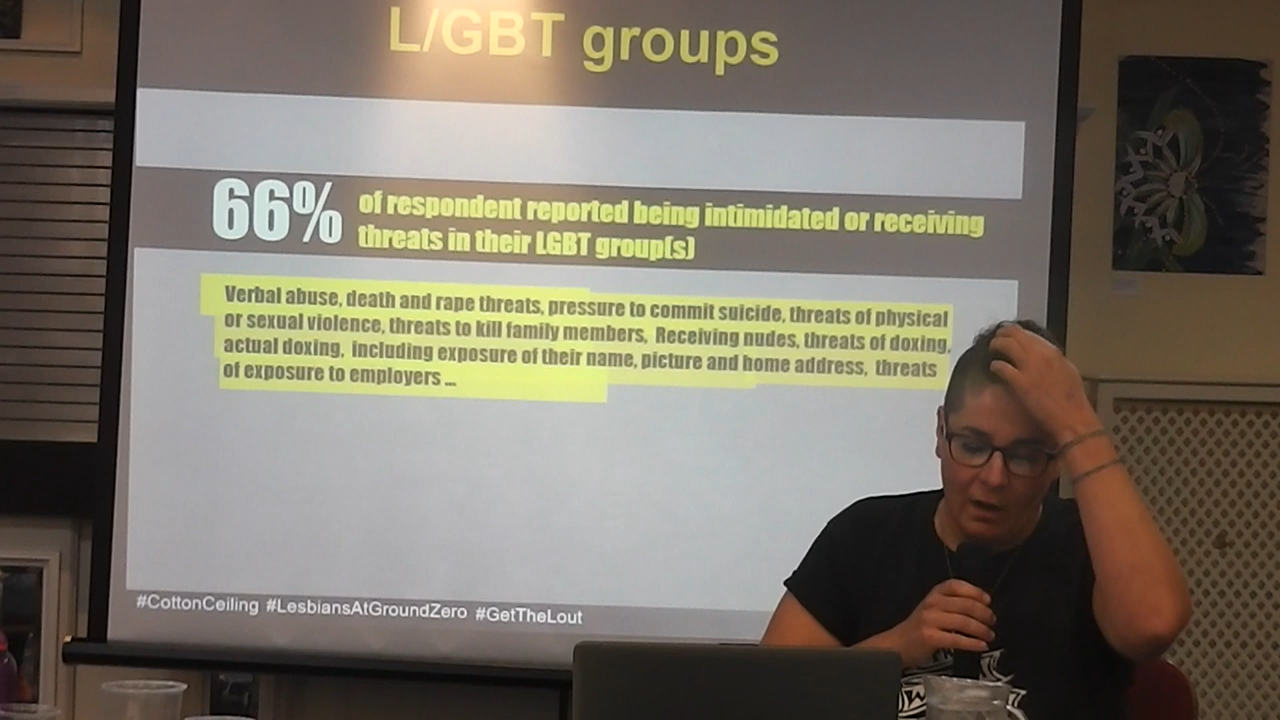 L/GBT groups
66% of respondent reported being intimidated or receiving
threats in their LGBT group(s)
Verbal abuse, death and rape threats, pressure to commit suicide, threats of physical
or sexual violence, threats to kill family members, Receiving nudes, threats of doxing,
actual doxing, including exposure of their name, picture and home address, threats
of exposure to employers ...
#CottonCeiling #LesbiansAtGroundZero #GetTheLout